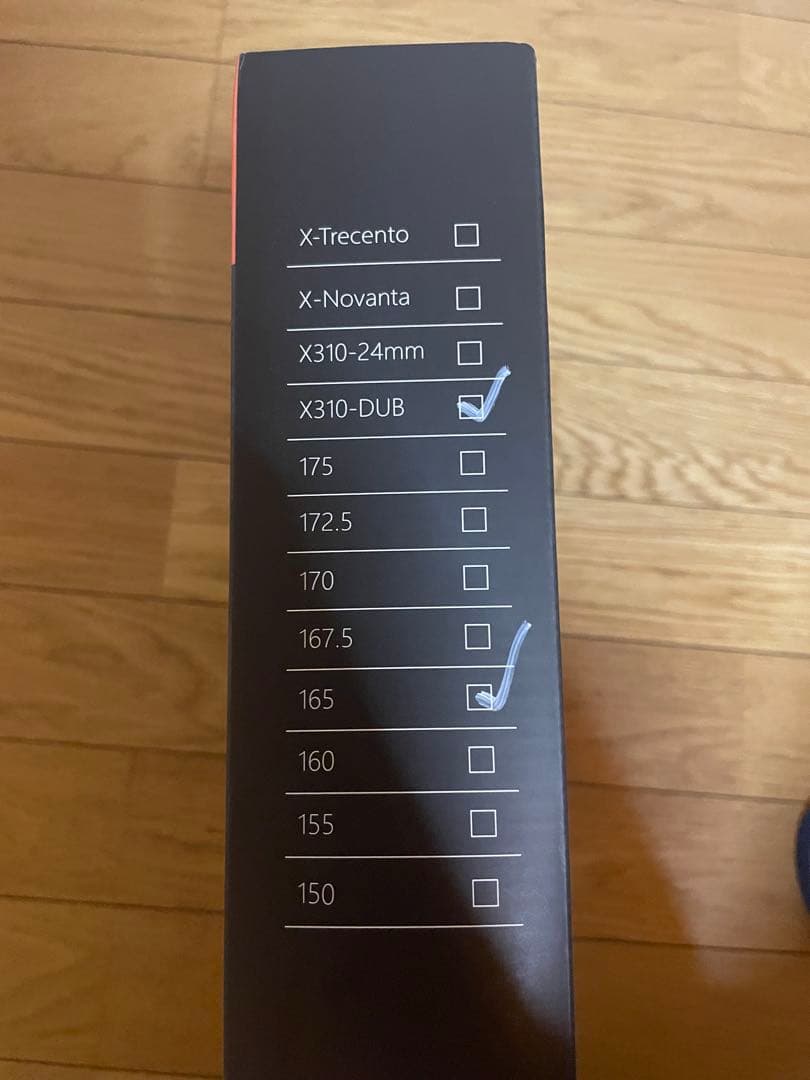 X-Trecento
X-Novanta
X310-24mm
X310-DUB
175
172.5
170
167.5
165
160
155
150